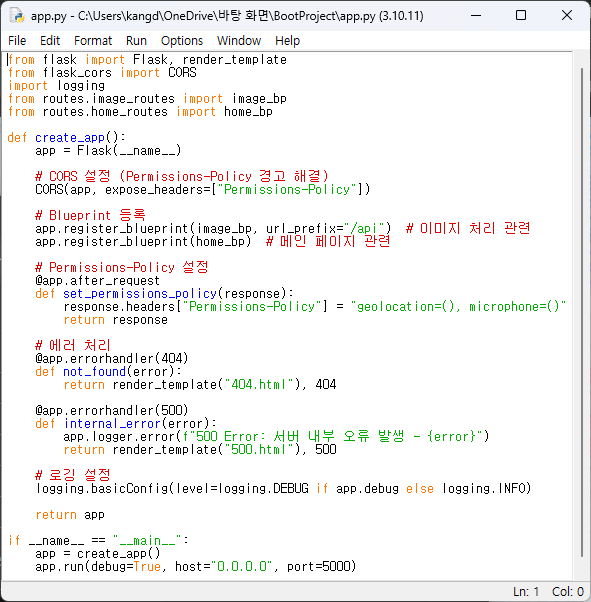 app.py - C:\Users\kangd\OneDrive\바탕 화면\BootProject\app.py (3.10.11)
File Edit Format Run Options Window Help
from flask import Flask, render_template
from flask_cors import CORS
import logging
from routes.image_routes import image_bp
from routes.home_routes import home_bp
def create_app():
    app = Flask(__name__)
    # CORS 설정 (Permissions-Policy 경고 해결)
    CORS(app, expose_headers=["Permissions-Policy"])
    # Blueprint 등록
    app.register_blueprint(image_bp, url_prefix="/api")  # 이미지 처리 관련
    app.register_blueprint(home_bp)  # 메인 페이지 관련
    # Permissions-Policy 설정
    @app.after_request
    def set_permissions_policy(response):
        response.headers["Permissions-Policy"] = "geolocation=(), microphone=()"
        return response
    # 에러 처리
    @app.errorhandler(404)
    def not_found(error):
        return render_template("404.html"), 404
    @app.errorhandler(500)
    def internal_error(error):
        app.logger.error(f"500 Error: 서버 내부 오류 발생 - {error}")
        return render_template("500.html"), 500
    # 로깅 설정
    logging.basicConfig(level=logging.DEBUG if app.debug else logging.INFO)
    return app
if __name__ == "__main__":
    app = create_app()
    app.run(debug=True, host="0.0.0.0", port=5000)
Ln: 1 Col: 0